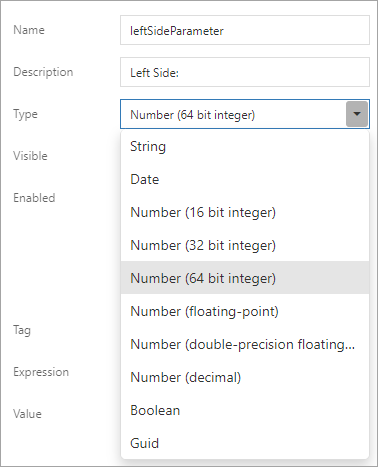 Name leftSideParameter
Description Left Side:
Type Number (64 bit integer)
Visible String
Date
Enabled Number (16 bit integer)
Number (32 bit integer)
Number (64 bit integer)
Number (floating-point)
Tag Number (double-precision floating...
Expression Number (decimal)
Value Boolean
Guid